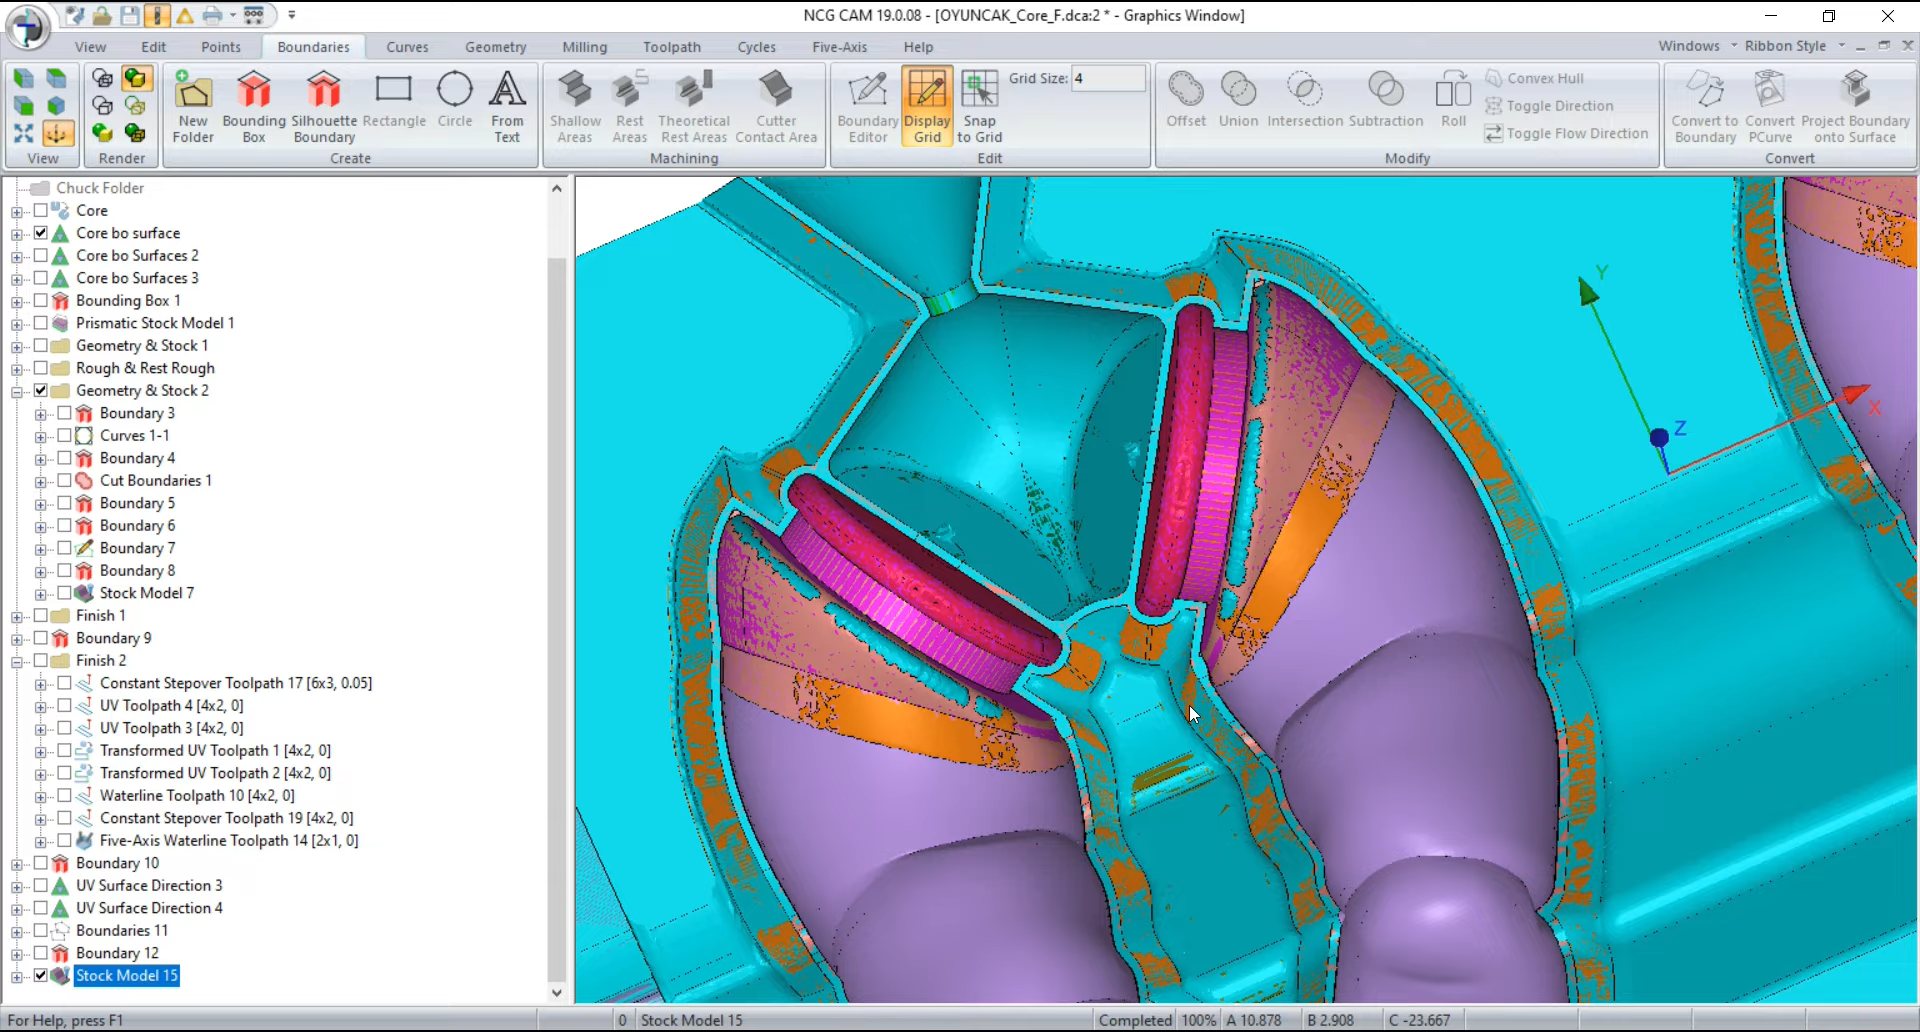 NCG CAM 19.0.08 - [OYUNCAK_Core_F.dca:2 * - Graphics Window]
View Edit Points Boundaries Curves Geometry Milling Toolpath Cycles Five-Axis Help Windows Ribbon Style
New Folder
Bounding Box
Silhouette Boundary
Rectangle
Circle
From Text
Shallow Areas
Rest Areas
Theoretical Rest Areas
Cutter Contact Area
Boundary Editor
Display Grid
Snap to Grid
Grid Size: 4
Offset
Union
Intersection
Subtraction
Roll
Convex Hull
Toggle Direction
Toggle Flow Direction
Convert to Boundary
Convert PCurve
Project Boundary onto Surface
View Render Create Machining Edit Modify Convert
Chuck Folder
Core
Core bo surface
Core bo Surfaces 2
Core bo Surfaces 3
Bounding Box 1
Prismatic Stock Model 1
Geometry & Stock 1
Rough & Rest Rough
Geometry & Stock 2
Boundary 3
Curves 1-1
Boundary 4
Cut Boundaries 1
Boundary 5
Boundary 6
Boundary 7
Boundary 8
Stock Model 7
Finish 1
Boundary 9
Finish 2
Constant Stepover Toolpath 17 [6x3, 0.05]
UV Toolpath 4 [4x2, 0]
UV Toolpath 3 [4x2, 0]
Transformed UV Toolpath 1 [4x2, 0]
Transformed UV Toolpath 2 [4x2, 0]
Waterline Toolpath 10 [4x2, 0]
Constant Stepover Toolpath 19 [4x2, 0]
Five-Axis Waterline Toolpath 14 [2x1, 0]
Boundary 10
UV Surface Direction 3
UV Surface Direction 4
Boundaries 11
Boundary 12
Stock Model 15
Y
X
Z
For Help, press F1 0 Stock Model 15 Completed 100% A 10.878 B 2.908 C -23.667